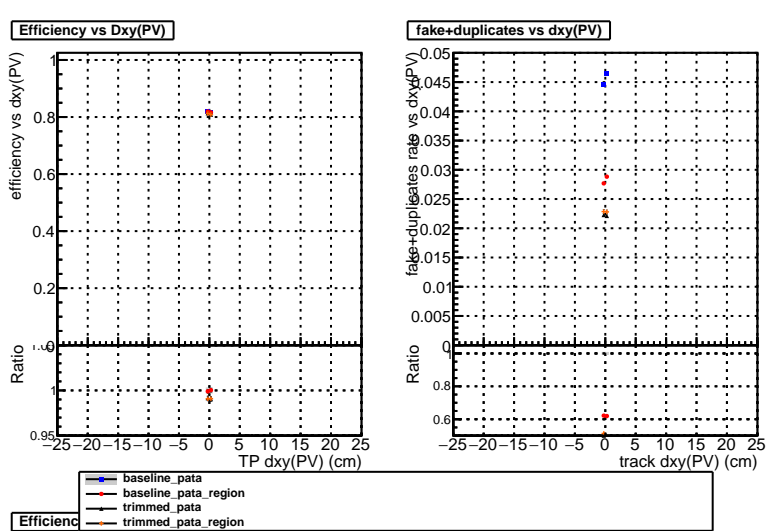 Efficiency vs Dxy(PV)
efficiency vs dxy(PV)
1
0.8
0.6
0.4
0.2
0
Ratio
1
0.95
−25 −20 −15 −10 −5 0 5 10 15 20 25
TP dxy(PV) (cm)
fake+duplicates vs dxy(PV)
fake+duplicates rate vs dxy(PV)
0.05
0.045
0.04
0.035
0.03
0.025
0.02
0.015
0.01
0.005
0
Ratio
1
0.8
0.6
−25 −20 −15 −10 −5 0 5 10 15 20 25
track dxy(PV) (cm)
baseline_pata
baseline_pata_region
trimmed_pata
trimmed_pata_region
Efficienc